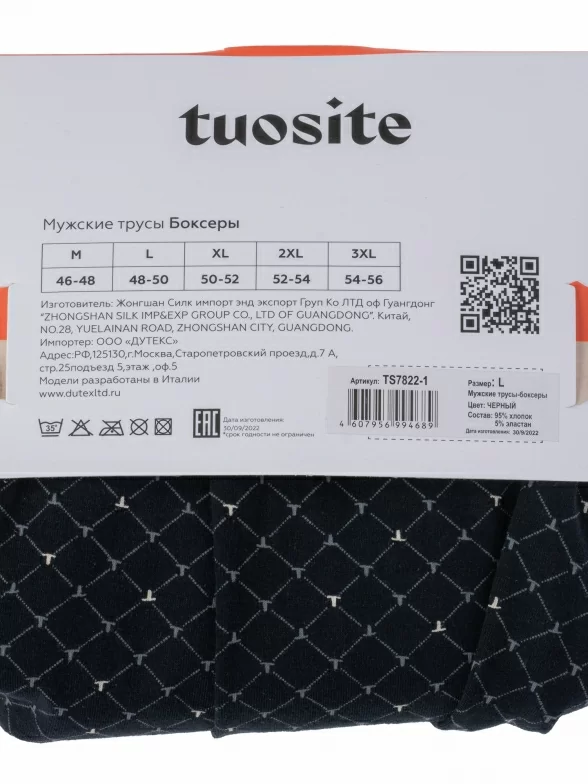 tuosite
Мужские трусы Боксеры
M L XL 2XL 3XL
46-48 48-50 50-52 52-54 54-56
Изготовитель: Жонгшан Силк импорт энд экспорт Груп Ко ЛТД оф Гуангдонг
"ZHONGSHAN SILK IMP&EXP GROUP CO., LTD OF GUANGDONG". Китай,
NO.28, YUELAINAN ROAD, ZHONGSHAN CITY, GUANGDONG.
Импортер: ООО «ДУТЕКС»
Адрес:РФ,125130,г.Москва,Старопетровский проезд,д.7 А,
стр.25подъезд 5,этаж ,оф.5
Модели разработаны в Италии
www.dutexltd.ru
35°
EAC
Дата изготовления:
30/09/2022
*срок годности не ограничен
Артикул: TS7822-1
4 607956 994689
Размер: L
Мужские трусы-боксеры
Цвет: ЧЕРНЫЙ
Состав: 95% хлопок
5% эластан
Дата изготовления: 30/9/2022